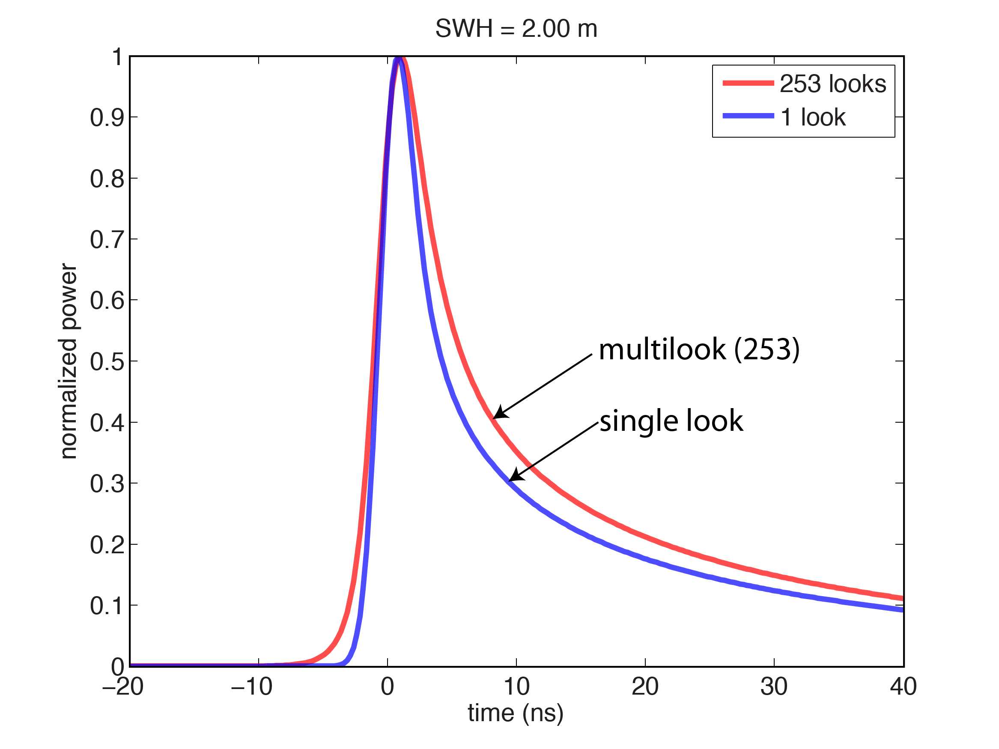 SWH = 2.00 m
1
0.9
0.8
0.7
0.6
0.5
0.4
0.3
0.2
0.1
0
normalized power
253 looks
1 look
multilook (253)
single look
−20 −10 0 10 20 30 40
time (ns)